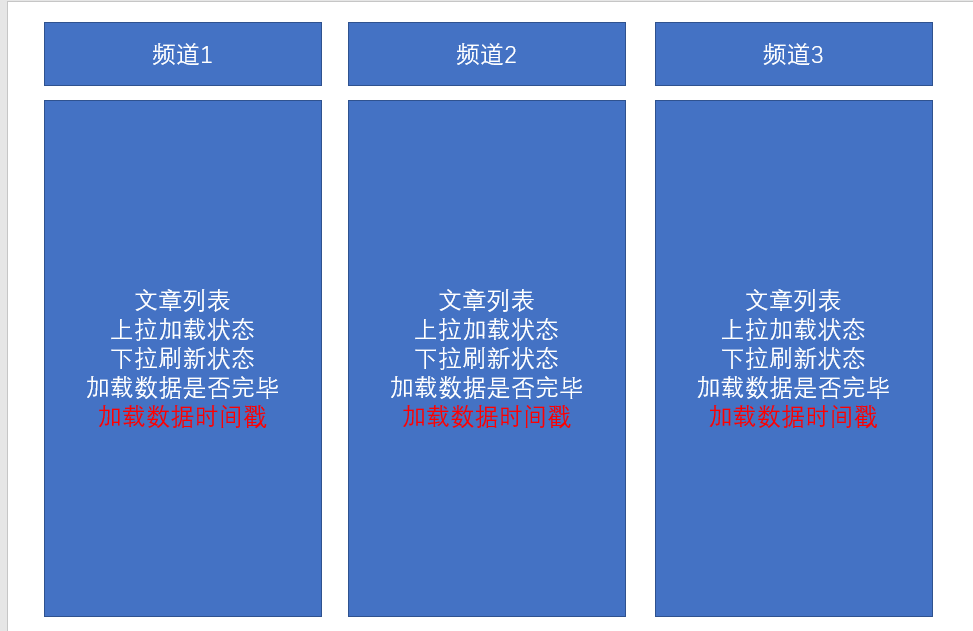 频道1
频道2
频道3
文章列表
上拉加载状态
下拉刷新状态
加载数据是否完毕
加载数据时间戳
文章列表
上拉加载状态
下拉刷新状态
加载数据是否完毕
加载数据时间戳
文章列表
上拉加载状态
下拉刷新状态
加载数据是否完毕
加载数据时间戳